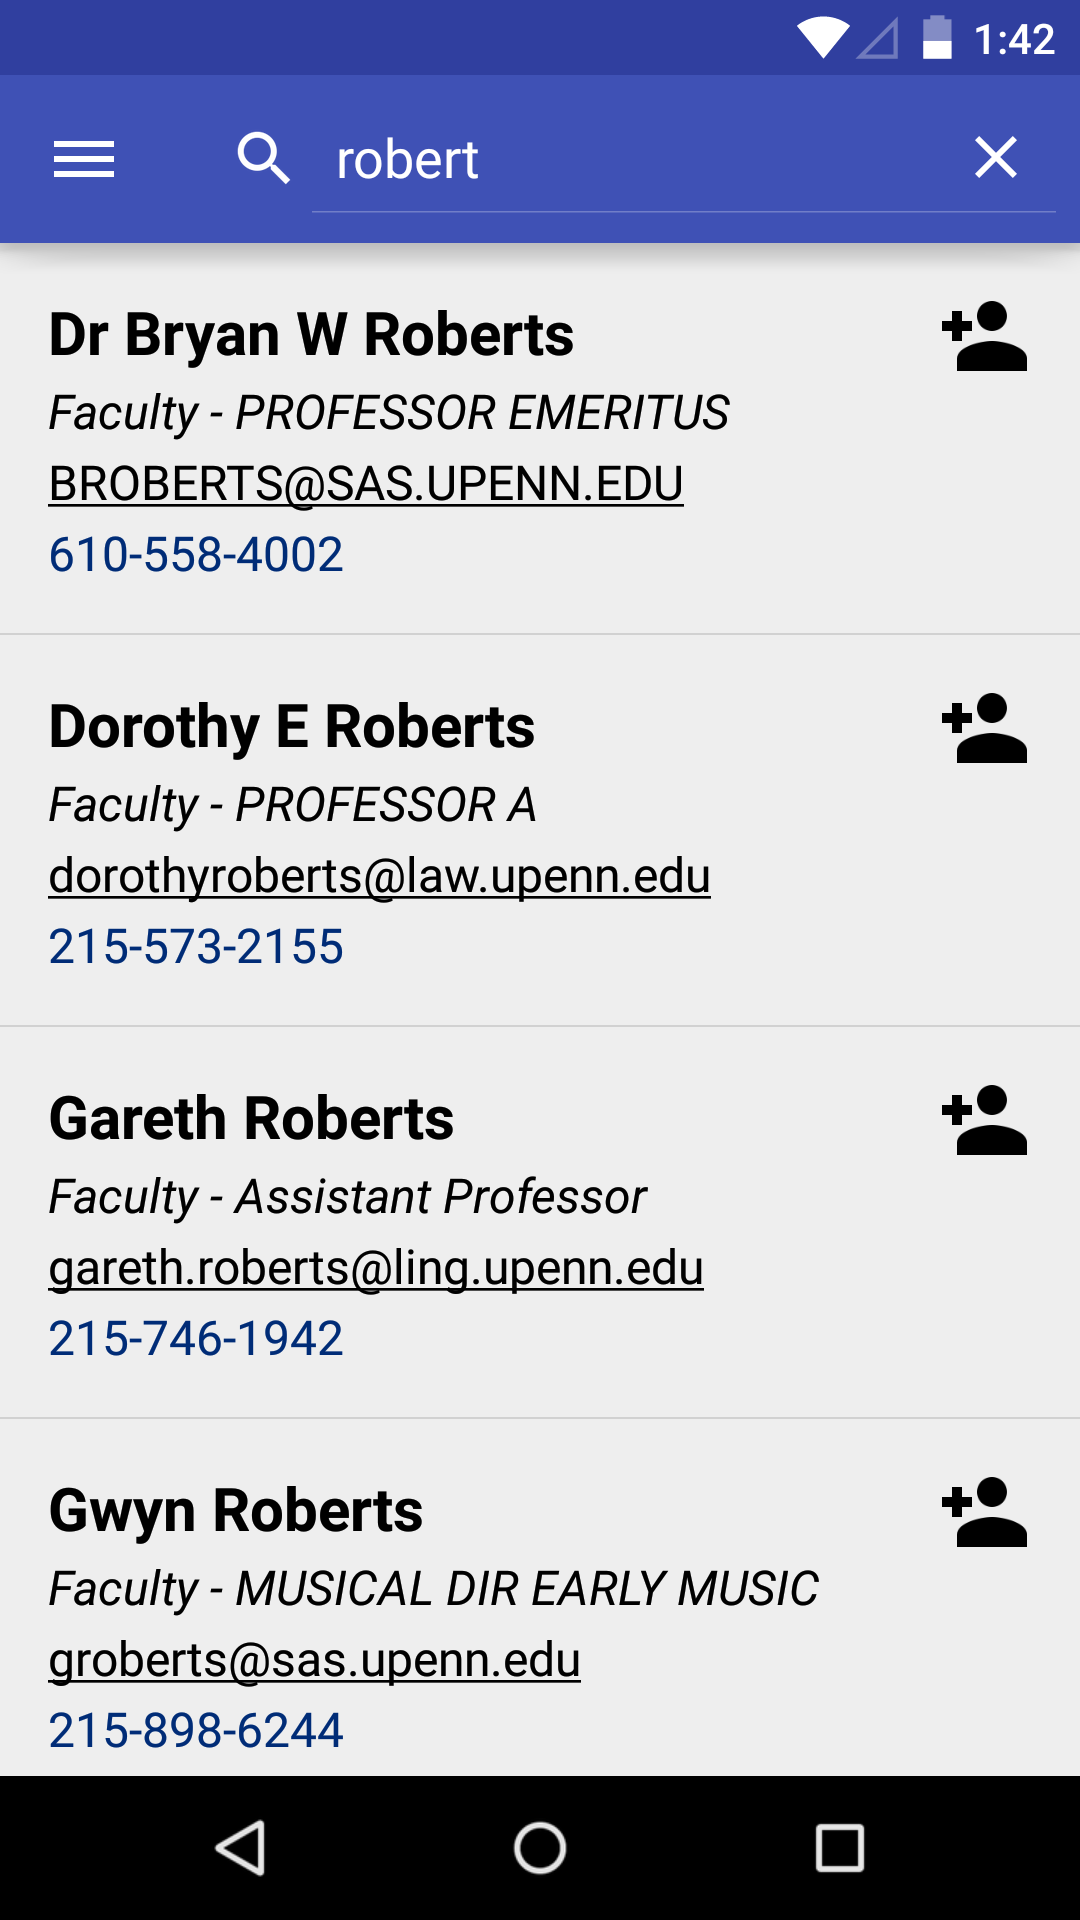 1:42
robert
Dr Bryan W Roberts
Faculty - PROFESSOR EMERITUS
BROBERTS@SAS.UPENN.EDU
610-558-4002
Dorothy E Roberts
Faculty - PROFESSOR A
dorothyroberts@law.upenn.edu
215-573-2155
Gareth Roberts
Faculty - Assistant Professor
gareth.roberts@ling.upenn.edu
215-746-1942
Gwyn Roberts
Faculty - MUSICAL DIR EARLY MUSIC
groberts@sas.upenn.edu
215-898-6244